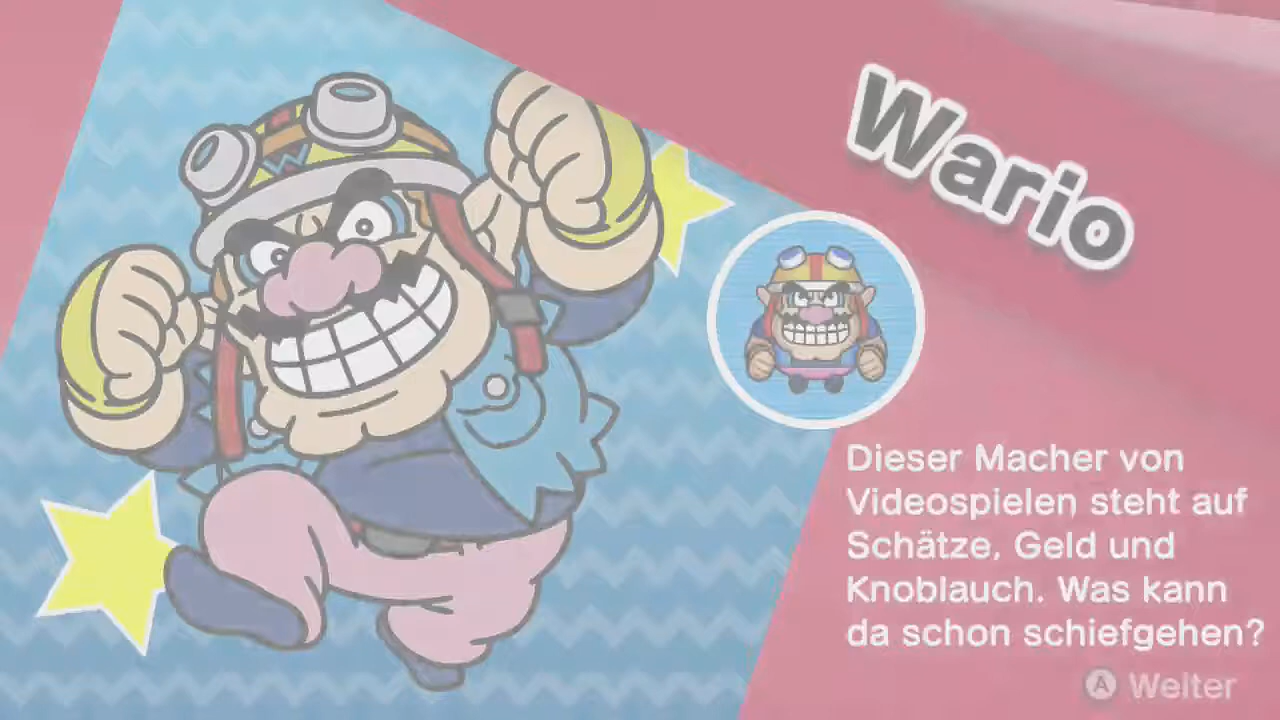 Wario
Dieser Macher von
Videospielen steht auf
Schätze, Geld und
Knoblauch. Was kann
da schon schiefgehen?
A Weiter